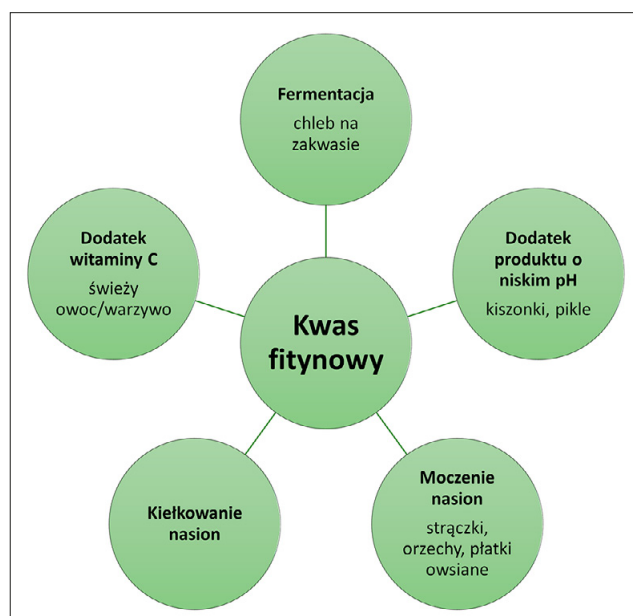 Fermentacja
chleb na
zakwasie
Dodatek
witaminy C
świeży
owoc/warzywo
Dodatek
produktu o
niskim pH
kiszonki, pikle
Kwas
fitynowy
Kiełkowanie
nasion
Moczenie
nasion
strączki,
orzechy, płatki
owsiane